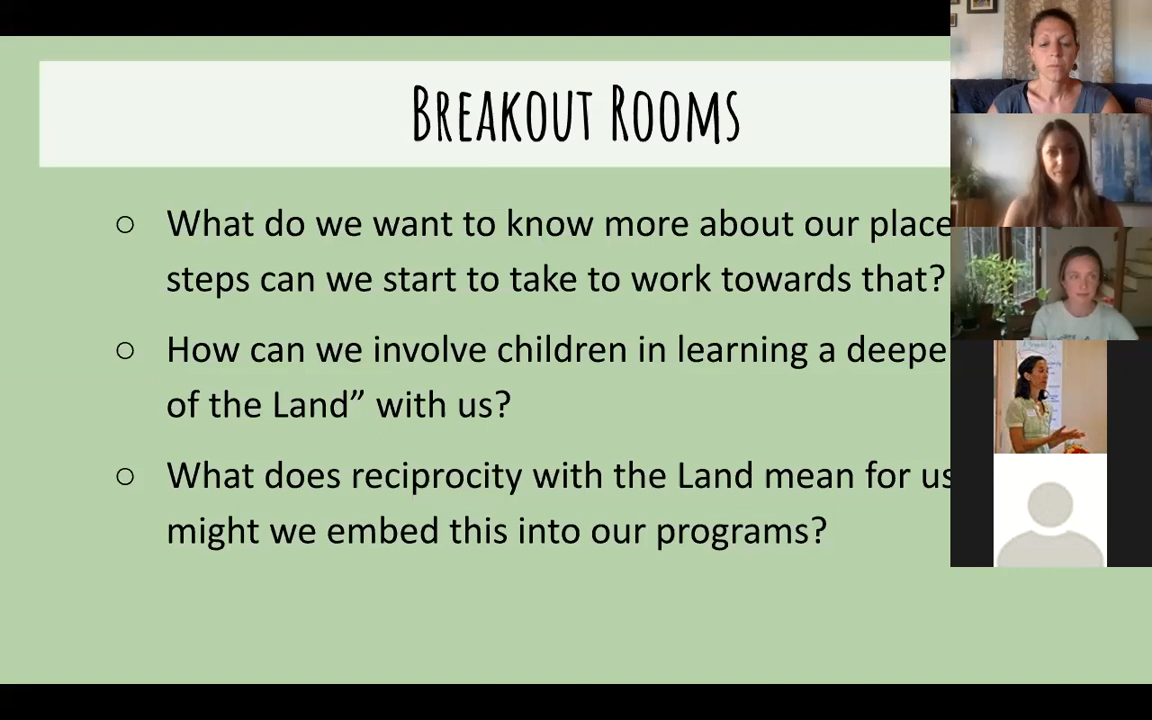 Breakout Rooms
○ What do we want to know more about our place
steps can we start to take to work towards that?
○ How can we involve children in learning a deepe
of the Land” with us?
○ What does reciprocity with the Land mean for us
might we embed this into our programs?